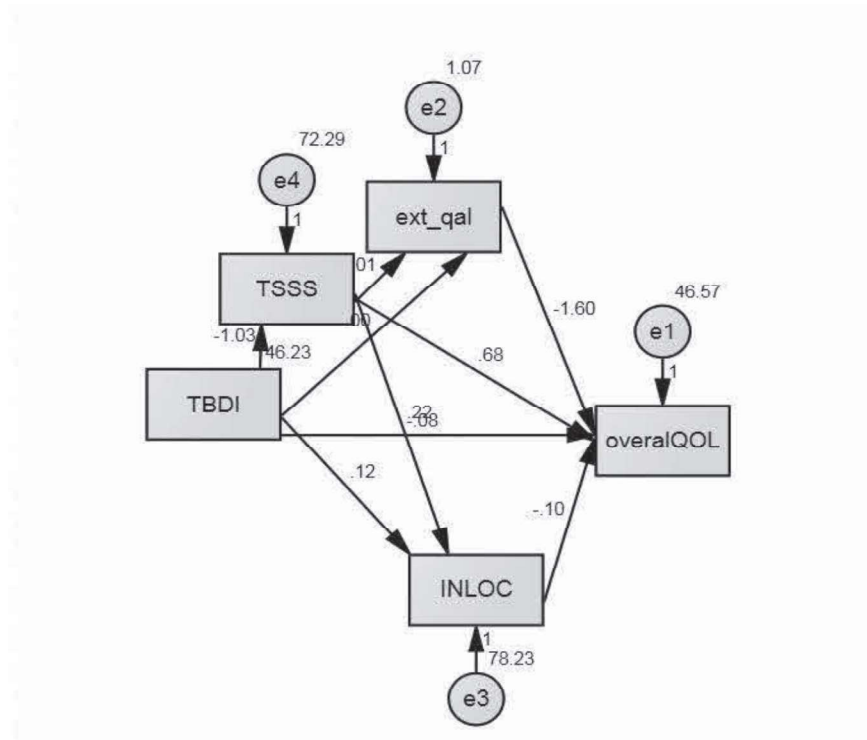 1.07
e2
72.29
1
e4
ext_qal
1
.01
TSSS
46.57
-1.60
e1
.00
-1.03
46.23
.68
1
TBDI
.22
-.08
overalQOL
.12
-.10
INLOC
1
78.23
e3